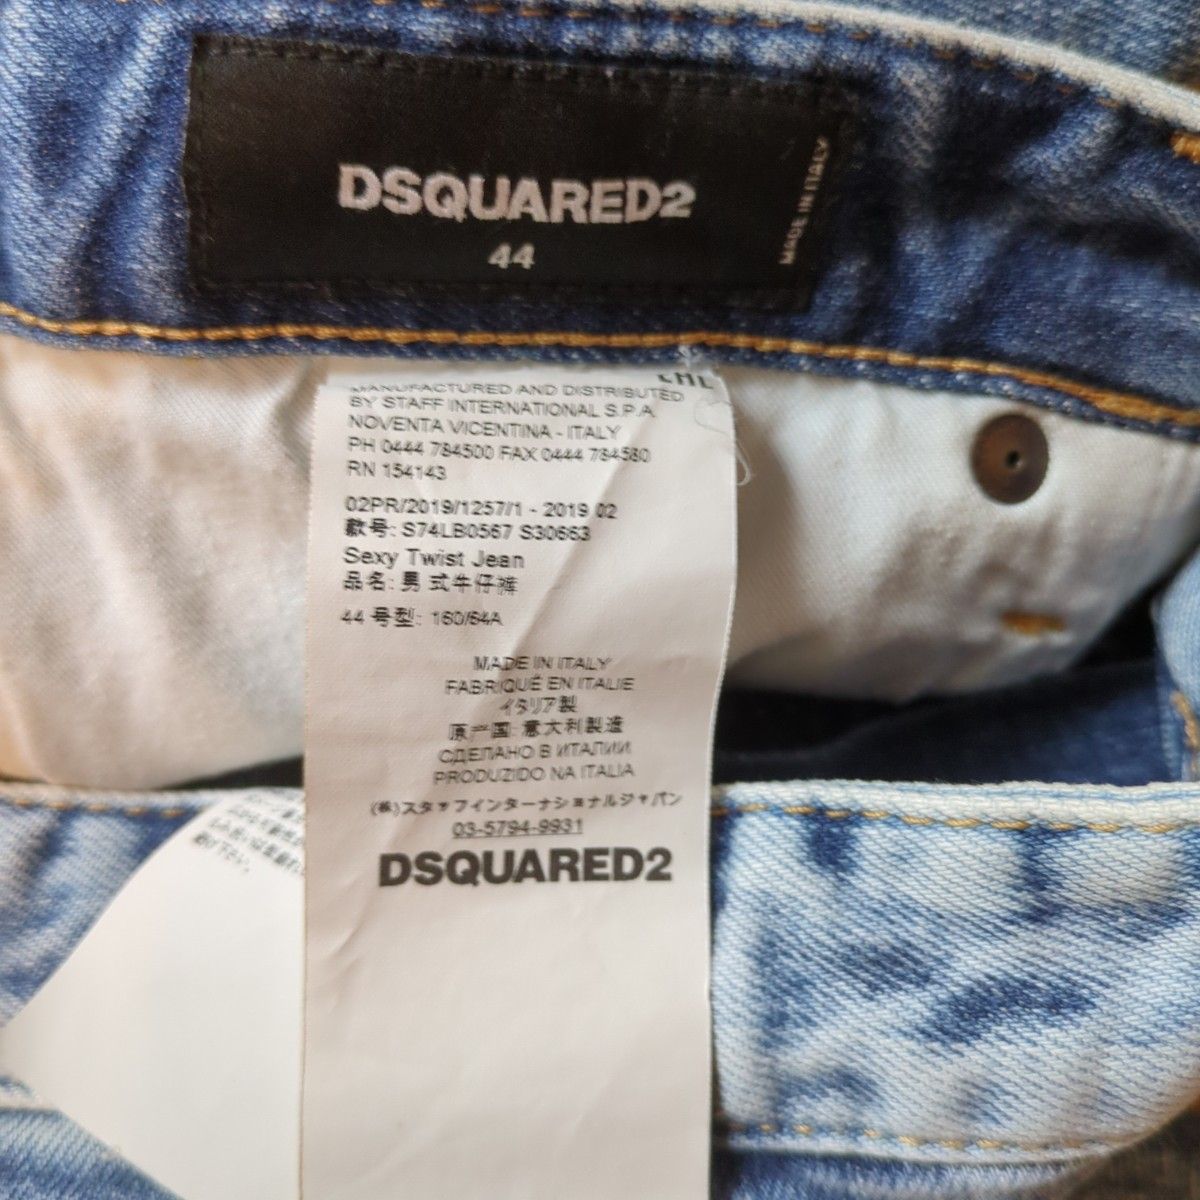 DSQUARED2
44
MADE IN ITALY
MANUFACTURED AND DISTRIBUTED
BY STAFF INTERNATIONAL S.P.A
NOVENTA VICENTINA - ITALY
PH 0444 784500 FAX 0444 784580
RN 154143
02PR/2019/1257/1 - 2019 02
款号: S74LB0567 S30663
Sexy Twist Jean
品名: 男式牛仔裤
44 号型: 160/64A
MADE IN ITALY
FABRIQUÉ EN ITALIE
イタリア製
原产国: 意大利製造
СДЕЛАНО В ИТАЛИИ
PRODUZIDO NA ITALIA
(株)スタッフインターナショナルジャパン
03-5794-9931
DSQUARED2